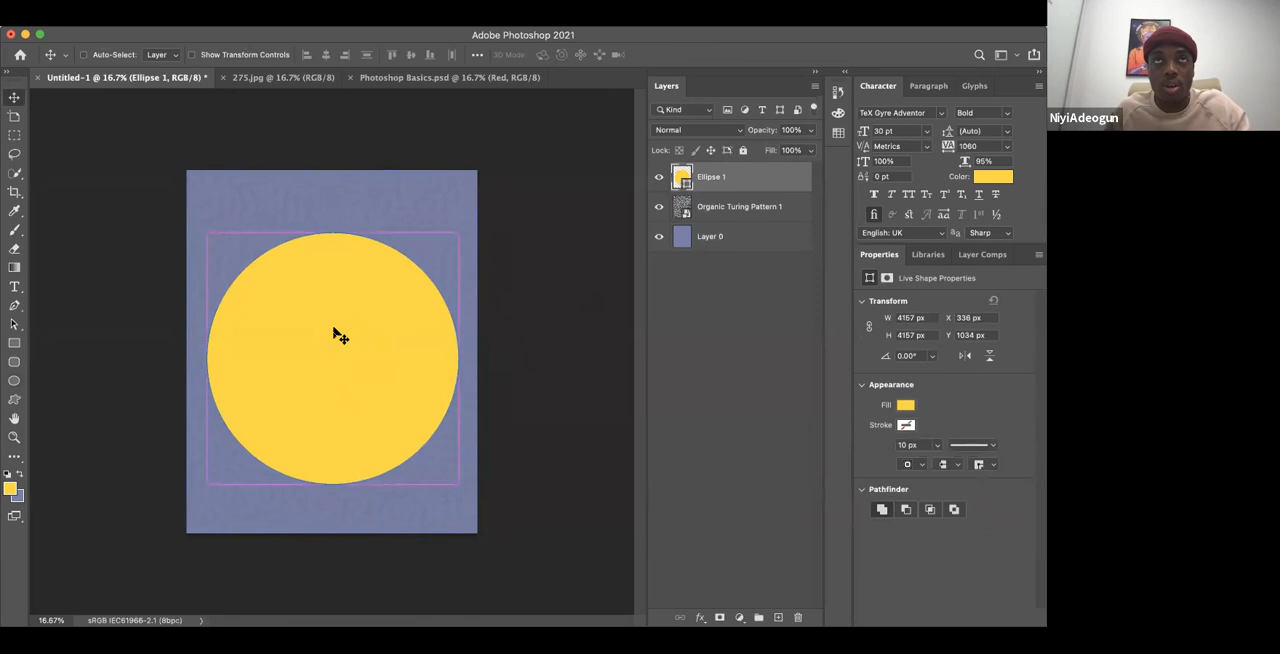 Adobe Photoshop 2021
Auto-Select: Layer Show Transform Controls 3D Mode:
Untitled-1 @ 16.7% (Ellipse 1, RGB/8) * 275.jpg @ 16.7% (RGB/8) Photoshop Basics.psd @ 16.7% (Red, RGB/8)
Layers
Kind
Normal Opacity: 100%
Lock: Fill: 100%
Ellipse 1
Organic Turing Pattern 1
Layer 0
Character Paragraph Glyphs
TeX Gyre Adventor Bold
30 pt (Auto)
Metrics 1060
100% 95%
0 pt Color:
English: UK Sharp
Properties Libraries Layer Comps
Live Shape Properties
Transform
W 4157 px X 336 px
H 4157 px Y 1034 px
0.00°
Appearance
Fill
Stroke
10 px
Pathfinder
16.67% sRGB IEC61966-2.1 (8bpc)
NiyiAdeogun